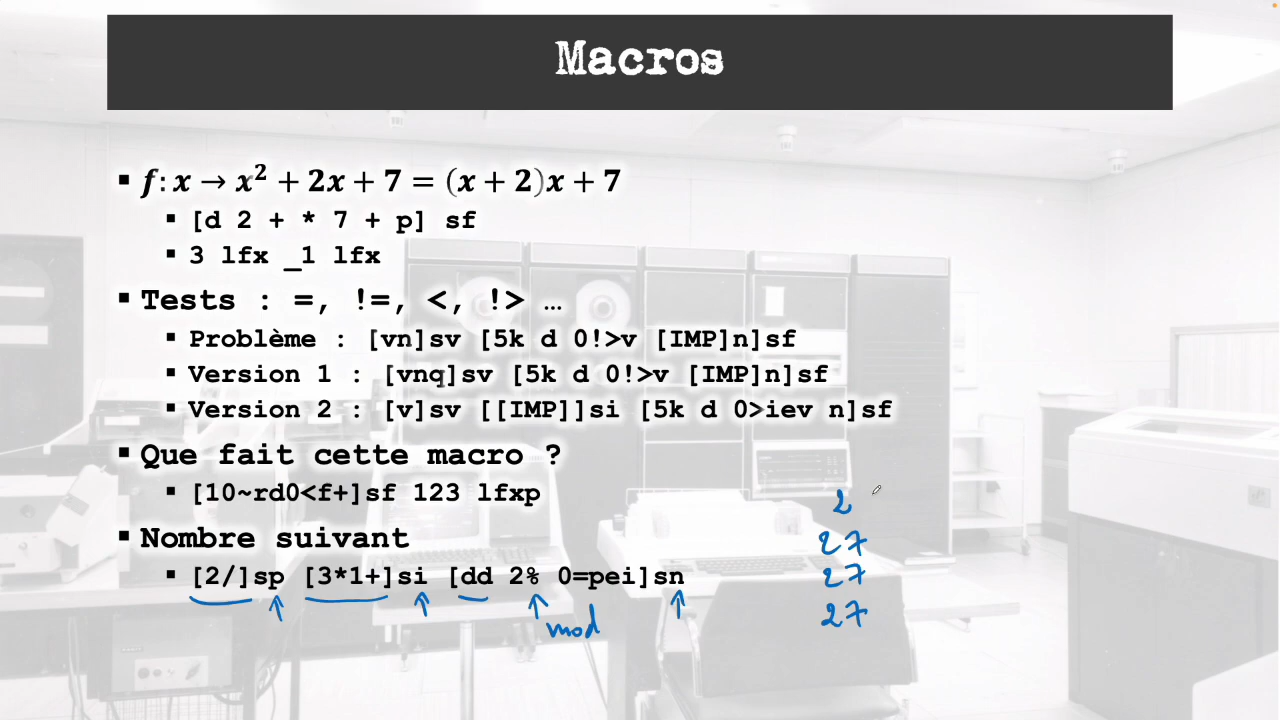 Macros
f: x → x² + 2x + 7 = (x + 2)x + 7
[d 2 + * 7 + p] sf
3 lfx _1 lfx
Tests : =, !=, <, !> …
Problème : [vn]sv [5k d 0!>v [IMP]n]sf
Version 1 : [vnq]sv [5k d 0!>v [IMP]n]sf
Version 2 : [v]sv [[IMP]]si [5k d 0>iev n]sf
Que fait cette macro ?
[10~rd0<f+]sf 123 lfxp
2
Nombre suivant
27
[2/]sp [3*1+]si [dd 2% 0=pei]sn
27
mod
27